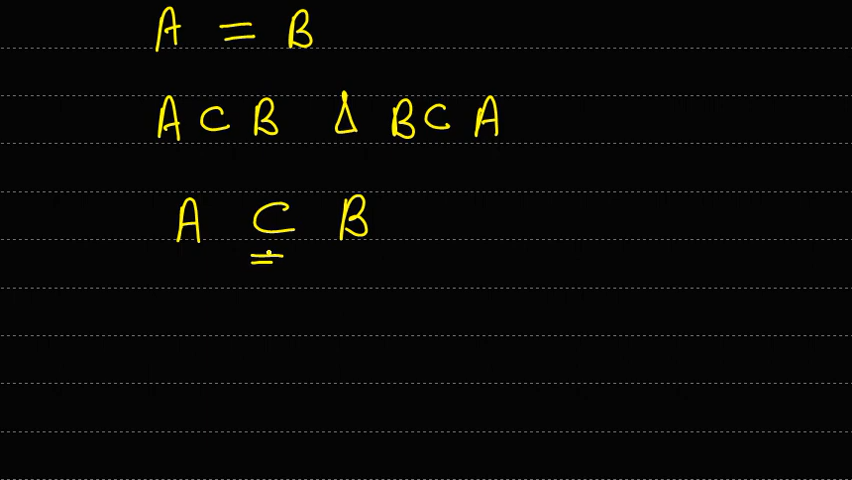 A = B
A ⊂ B Δ B ⊂ A
A ⊆ B